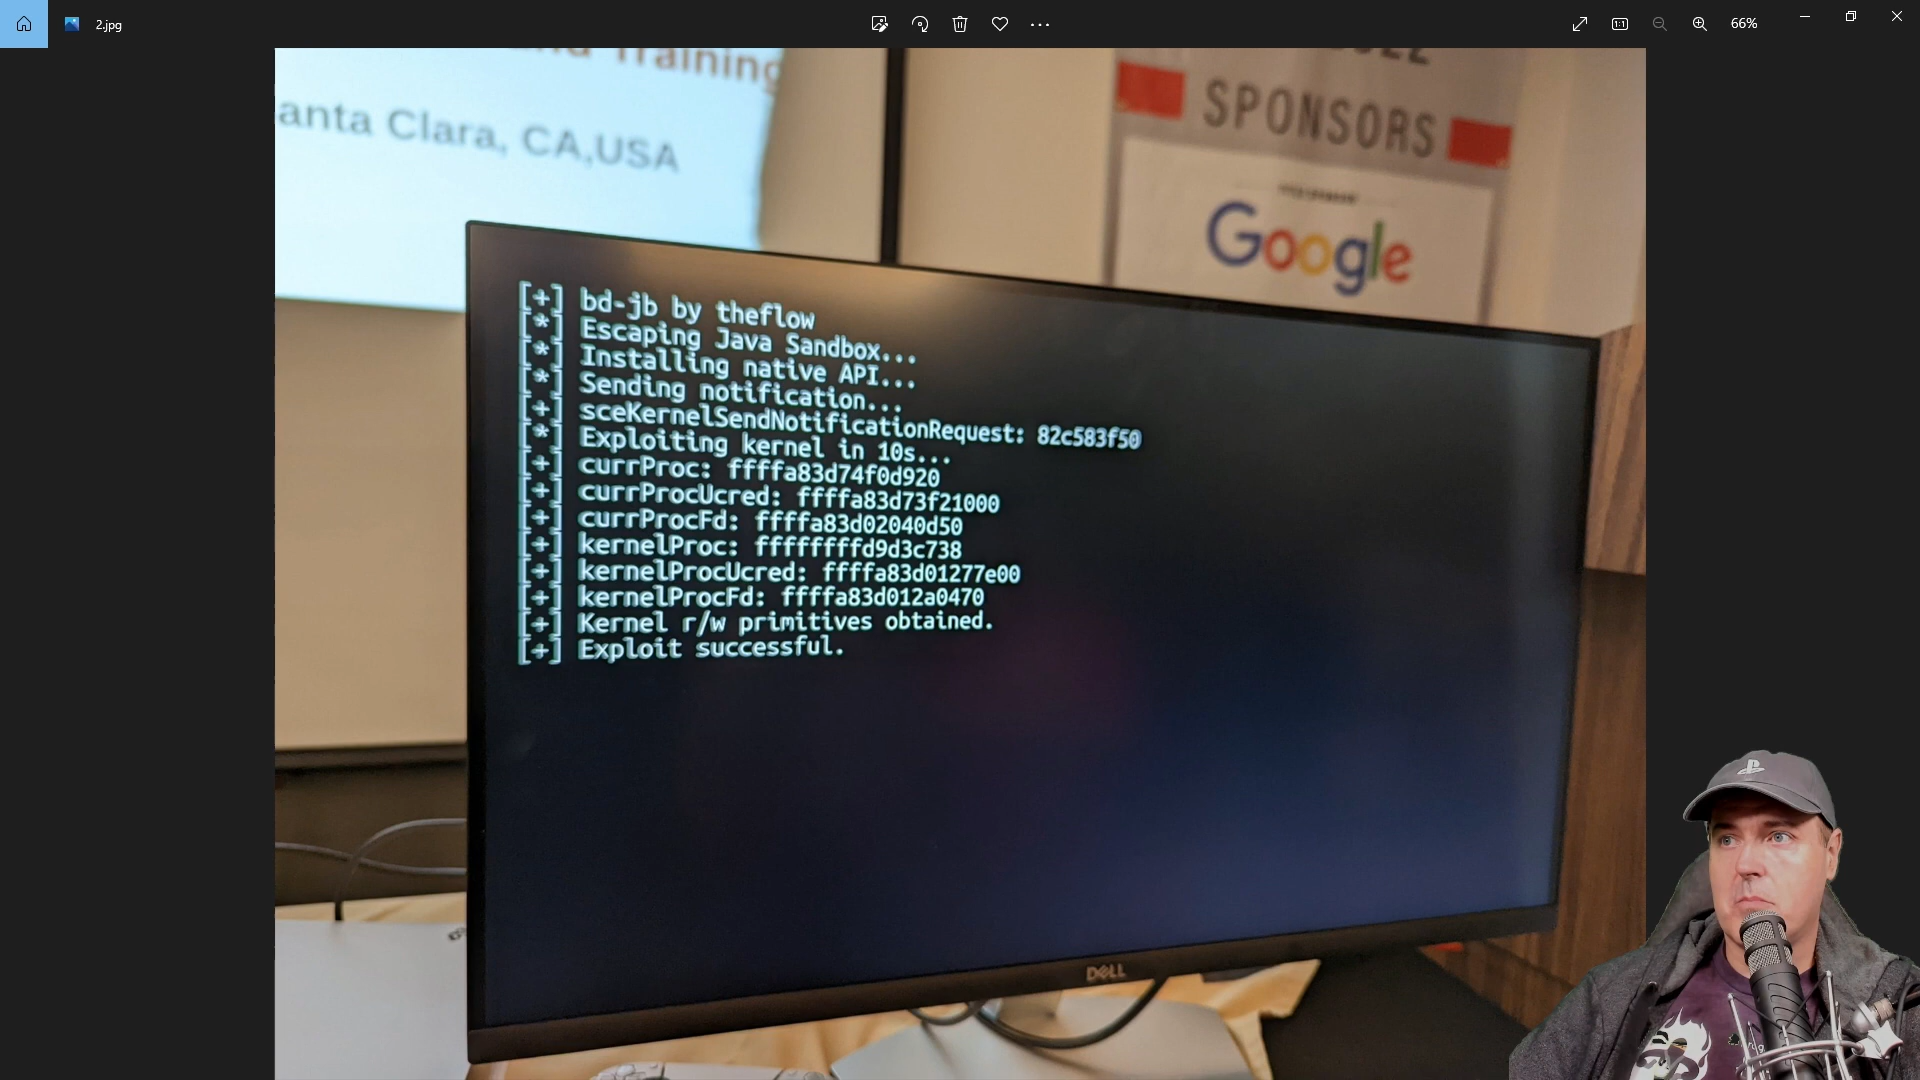 2.jpg
66%
Training
anta Clara, CA,USA
SPONSORS
Google
[+] bd-jb by theflow
[*] Escaping Java Sandbox...
[*] Installing native API...
[*] Sending notification...
[+] sceKernelSendNotificationRequest: 82c583f50
[*] Exploiting kernel in 10s...
[+] currProc: ffffa83d74f0d920
[+] currProcUcred: ffffa83d73f21000
[+] currProcFd: ffffa83d02040d50
[+] kernelProc: ffffffffd9d3c738
[+] kernelProcUcred: ffffa83d01277e00
[+] kernelProcFd: ffffa83d012a0470
[+] Kernel r/w primitives obtained.
[+] Exploit successful.
DELL